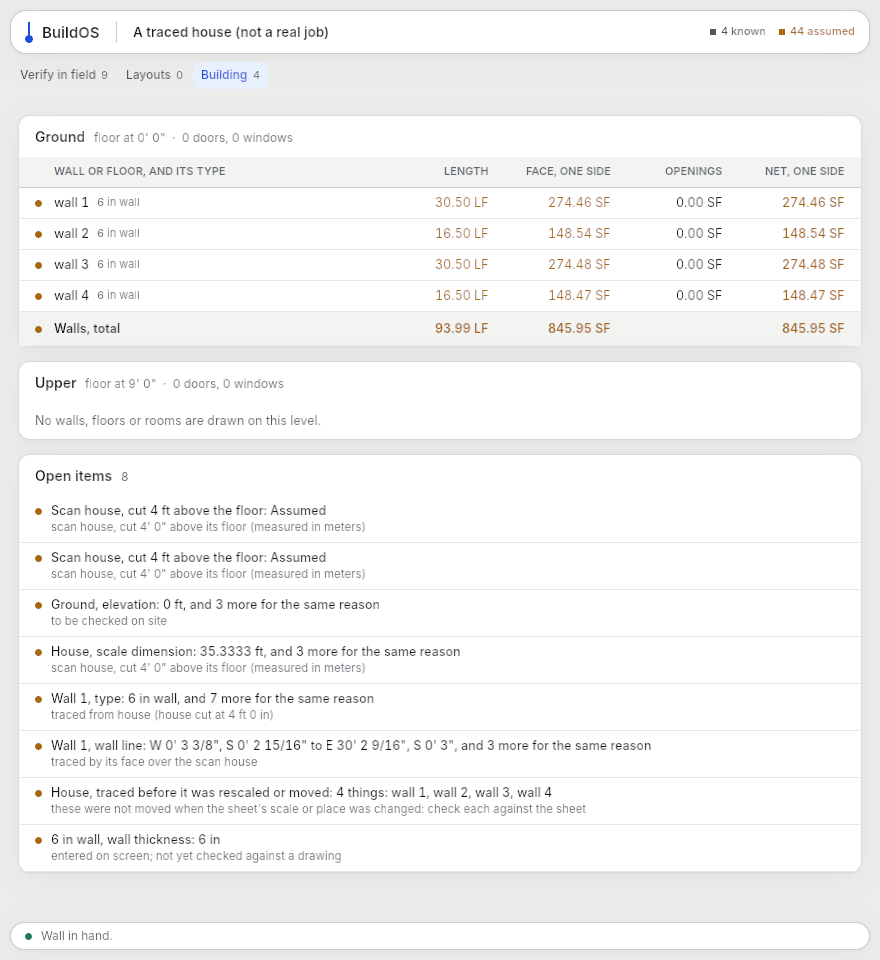 BuildOS
A traced house (not a real job)
4 known
44 assumed
Verify in field 9
Layouts 0
Building 4
Ground floor at 0' 0" · 0 doors, 0 windows
WALL OR FLOOR, AND ITS TYPE LENGTH FACE, ONE SIDE OPENINGS NET, ONE SIDE
wall 1 6 in wall 30.50 LF 274.46 SF 0.00 SF 274.46 SF
wall 2 6 in wall 16.50 LF 148.54 SF 0.00 SF 148.54 SF
wall 3 6 in wall 30.50 LF 274.48 SF 0.00 SF 274.48 SF
wall 4 6 in wall 16.50 LF 148.47 SF 0.00 SF 148.47 SF
Walls, total 93.99 LF 845.95 SF 845.95 SF
Upper floor at 9' 0" · 0 doors, 0 windows
No walls, floors or rooms are drawn on this level.
Open items 8
Scan house, cut 4 ft above the floor: Assumed
scan house, cut 4' 0" above its floor (measured in meters)
Scan house, cut 4 ft above the floor: Assumed
scan house, cut 4' 0" above its floor (measured in meters)
Ground, elevation: 0 ft, and 3 more for the same reason
to be checked on site
House, scale dimension: 35.3333 ft, and 3 more for the same reason
scan house, cut 4' 0" above its floor (measured in meters)
Wall 1, type: 6 in wall, and 7 more for the same reason
traced from house (house cut at 4 ft 0 in)
Wall 1, wall line: W 0' 3 3/8", S 0' 2 15/16" to E 30' 2 9/16", S 0' 3", and 3 more for the same reason
traced by its face over the scan house
House, traced before it was rescaled or moved: 4 things: wall 1, wall 2, wall 3, wall 4
these were not moved when the sheet's scale or place was changed: check each against the sheet
6 in wall, wall thickness: 6 in
entered on screen; not yet checked against a drawing
Wall in hand.